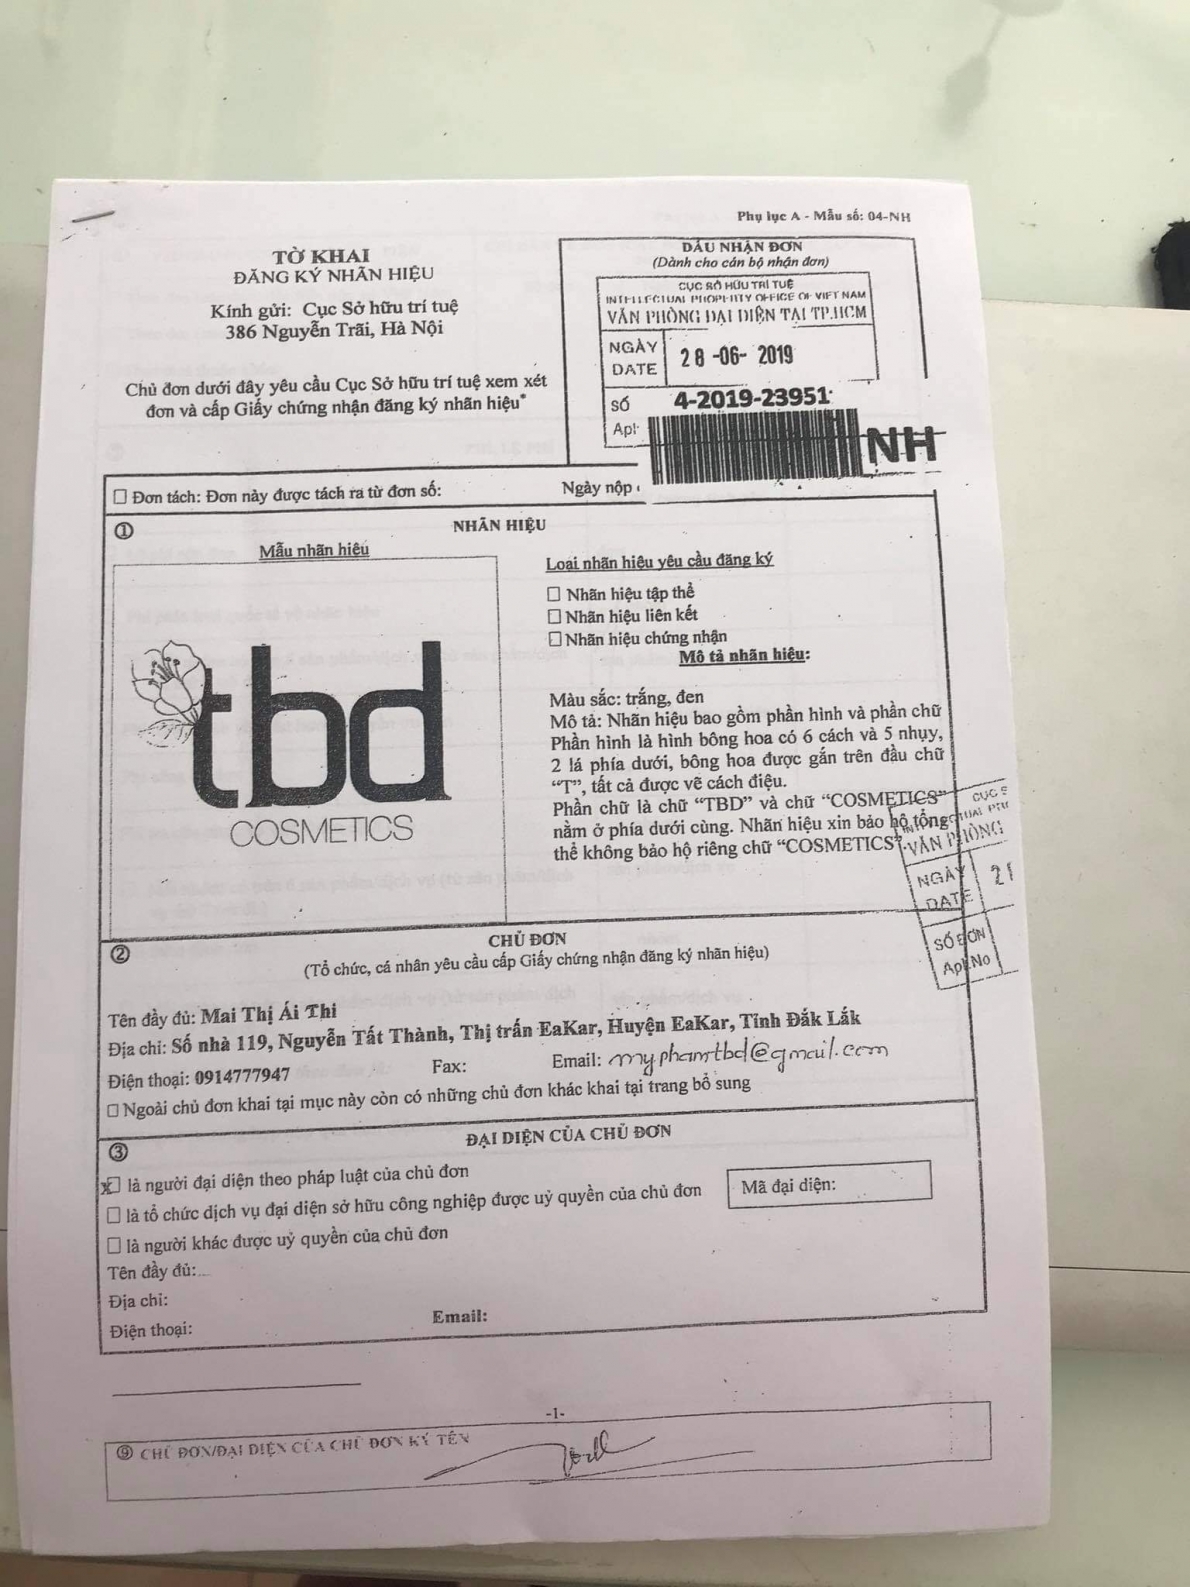 Phụ lục A - Mẫu số: 04-NH
TỜ KHAI
ĐĂNG KÝ NHÃN HIỆU
Kính gửi: Cục Sở hữu trí tuệ
386 Nguyễn Trãi, Hà Nội
Chủ đơn dưới đây yêu cầu Cục Sở hữu trí tuệ xem xét
đơn và cấp Giấy chứng nhận đăng ký nhãn hiệu*
DẤU NHẬN ĐƠN
(Dành cho cán bộ nhận đơn)
CỤC SỞ HỮU TRÍ TUỆ
INTELLECTUAL PROPERTY OFFICE OF VIET NAM
VĂN PHÒNG ĐẠI DIỆN TẠI TP.HCM
NGÀY
DATE
28-06-2019
SỐ
4-2019-23951
Apl
NH
☐ Đơn tách: Đơn này được tách ra từ đơn số: Ngày nộp
① NHÃN HIỆU
Mẫu nhãn hiệu
tbd
COSMETICS
Loại nhãn hiệu yêu cầu đăng ký
☐ Nhãn hiệu tập thể
☐ Nhãn hiệu liên kết
☐ Nhãn hiệu chứng nhận
Mô tả nhãn hiệu:
Màu sắc: trắng, đen
Mô tả: Nhãn hiệu bao gồm phần hình và phần chữ
Phần hình là hình bông hoa có 6 cách và 5 nhụy,
2 lá phía dưới, bông hoa được gắn trên đầu chữ
“T”, tất cả được vẽ cách điệu.
Phần chữ là chữ “TBD” và chữ “COSMETICS”
nằm ở phía dưới cùng. Nhãn hiệu xin bảo hộ tổng
thể không bảo hộ riêng chữ “COSMETICS”.
CỤC S
VĂN PHÒNG
NGÀY
DATE
21
SỐ ĐƠN
Apl.No
② CHỦ ĐƠN
(Tổ chức, cá nhân yêu cầu cấp Giấy chứng nhận đăng ký nhãn hiệu)
Tên đầy đủ: Mai Thị Ái Thi
Địa chỉ: Số nhà 119, Nguyễn Tất Thành, Thị trấn EaKar, Huyện EaKar, Tỉnh Đắk Lắk
Điện thoại: 0914777947 Fax: Email: myphamtbd@gmail.com
☐ Ngoài chủ đơn khai tại mục này còn có những chủ đơn khác khai tại trang bổ sung
③ ĐẠI DIỆN CỦA CHỦ ĐƠN
x☐ là người đại diện theo pháp luật của chủ đơn
☐ là tổ chức dịch vụ đại diện sở hữu công nghiệp được uỷ quyền của chủ đơn
☐ là người khác được uỷ quyền của chủ đơn
Mã đại diện:
Tên đầy đủ:...
Địa chỉ:
Điện thoại: Email:
-1-
⑨ CHỦ ĐƠN/ĐẠI DIỆN CỦA CHỦ ĐƠN KÝ TÊN